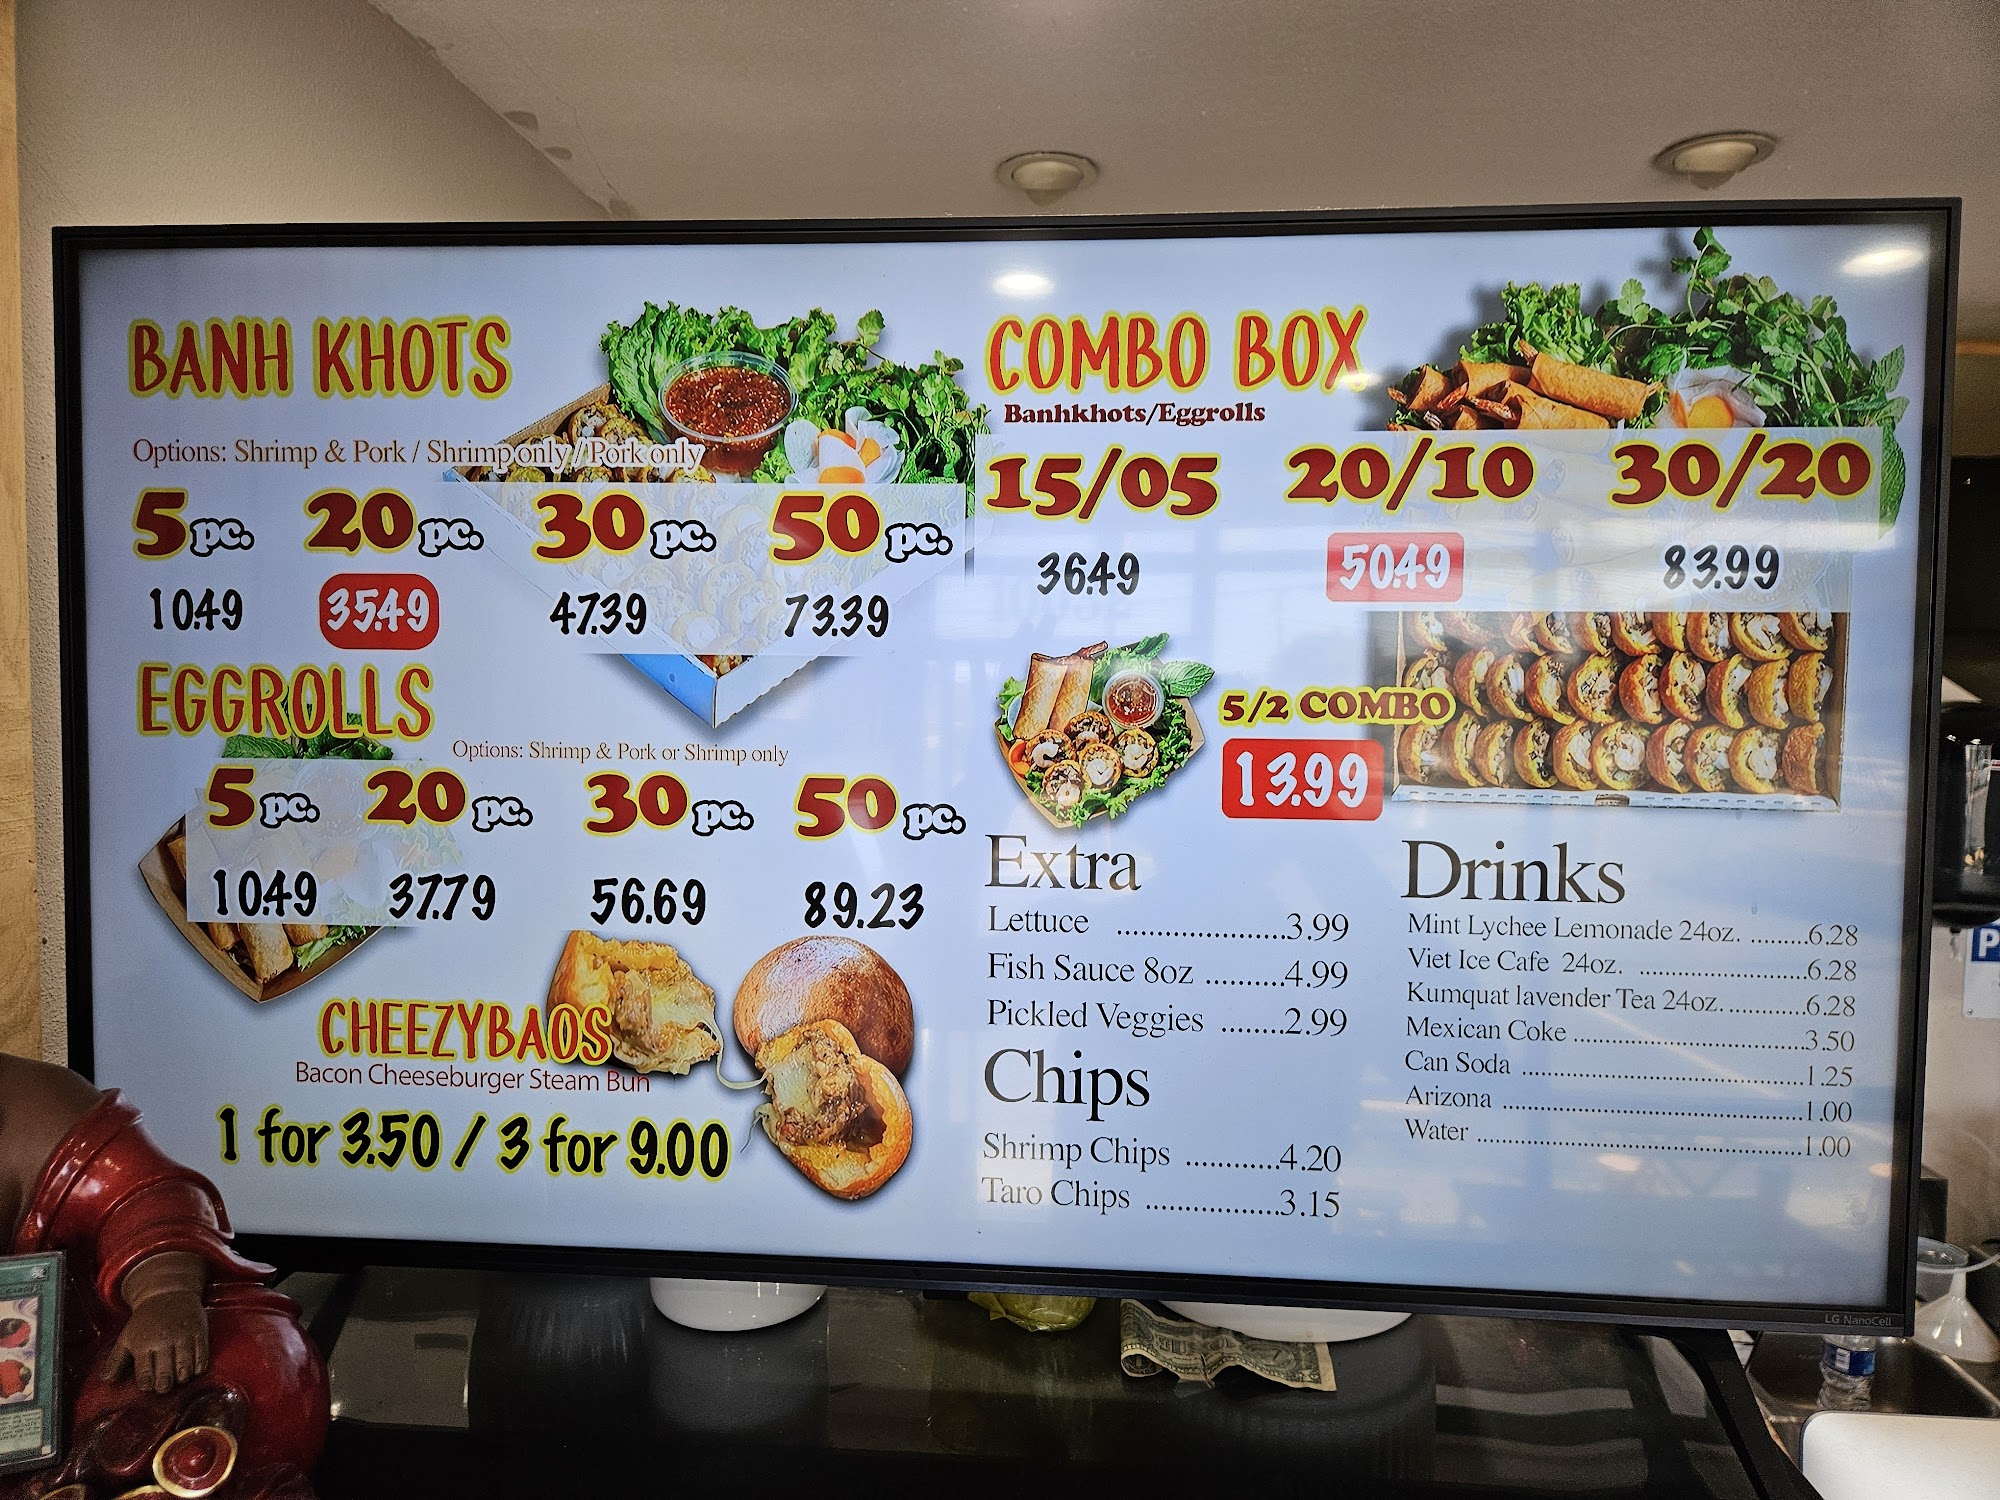 BANH KHOTS
Options: Shrimp & Pork / Shrimp only / Pork only
5 pc. 20 pc. 30 pc. 50 pc.
10.49 35.49 47.39 73.39
EGGROLLS
Options: Shrimp & Pork or Shrimp only
5 pc. 20 pc. 30 pc. 50 pc.
10.49 37.79 56.69 89.23
CHEEZYBAOS
Bacon Cheeseburger Steam Bun
1 for 3.50 / 3 for 9.00
COMBO BOX
Banhkhots/Eggrolls
15/05 20/10 30/20
36.49 50.49 83.99
5/2 COMBO
13.99
Extra
Lettuce .....................3.99
Fish Sauce 8oz ..........4.99
Pickled Veggies ........2.99
Chips
Shrimp Chips ............4.20
Taro Chips .................3.15
Drinks
Mint Lychee Lemonade 24oz. .........6.28
Viet Ice Cafe 24oz. ..........................6.28
Kumquat lavender Tea 24oz. ............6.28
Mexican Coke ....................................3.50
Can Soda ............................................1.25
Arizona ..............................................1.00
Water ..................................................1.00
LG NanoCell